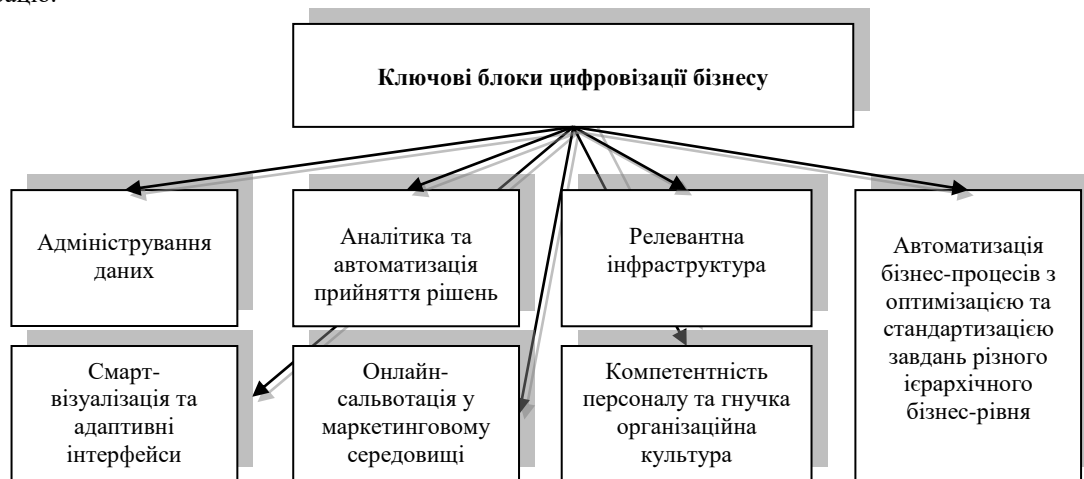 Ключові блоки цифровізації бізнесу
Адміністрування
даних
Аналітика та
автоматизація
прийняття рішень
Релевантна
інфраструктура
Автоматизація
бізнес-процесів з
оптимізацією та
стандартизацією
завдань різного
ієрархічного
бізнес-рівня
Смарт-
візуалізація та
адаптивні
інтерфейси
Онлайн-
сальвотація у
маркетинговому
середовищі
Компетентність
персоналу та гнучка
організаційна
культура